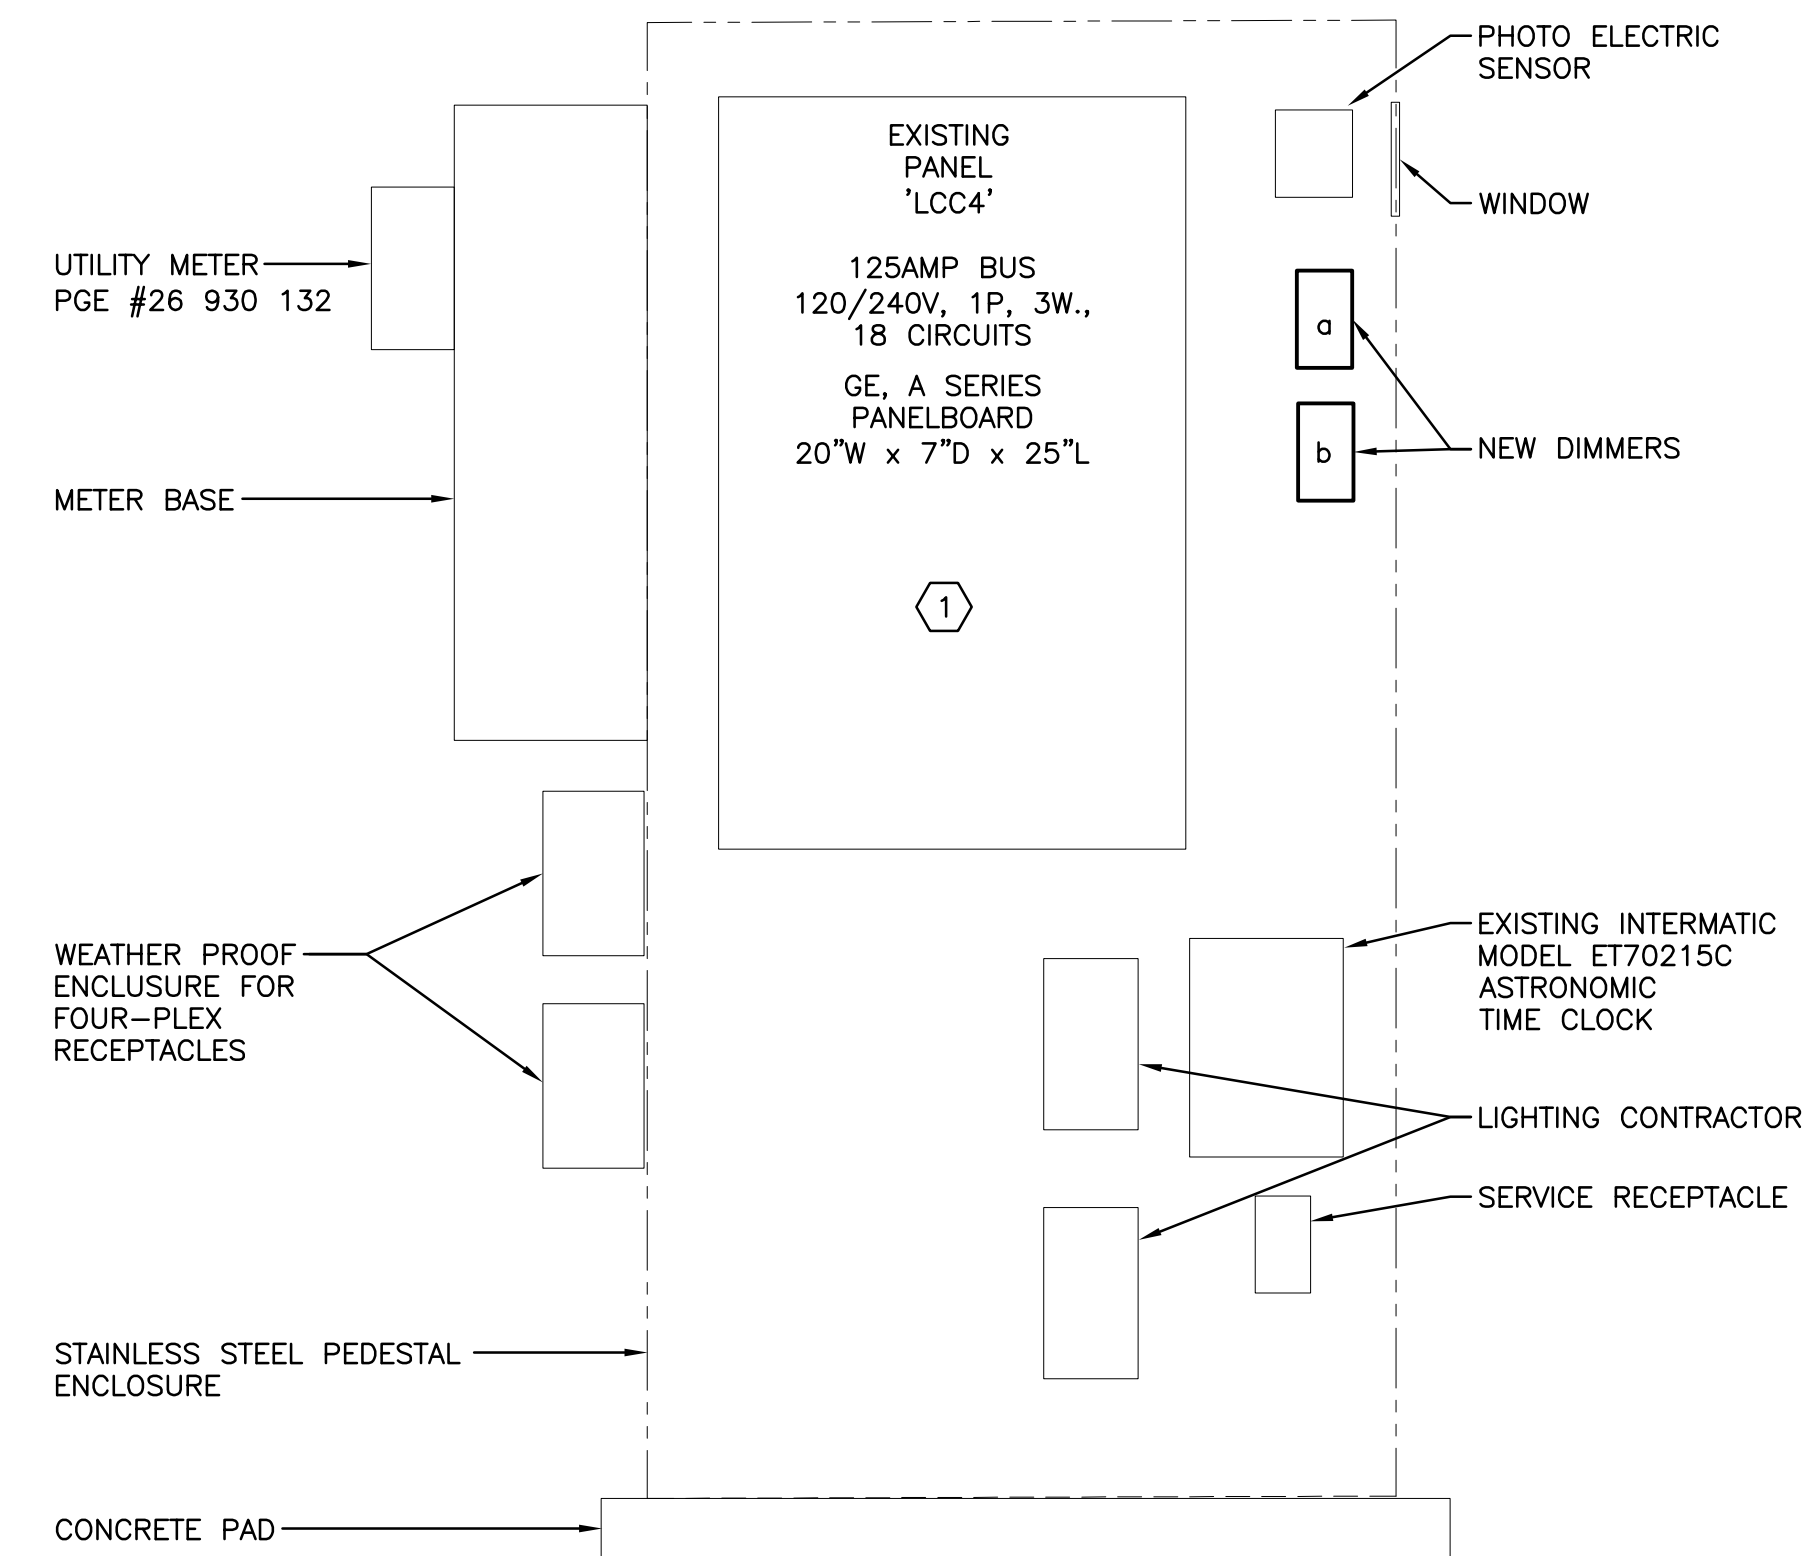 PHOTO ELECTRIC
SENSOR
WINDOW
EXISTING
PANEL
'LCC4'
125AMP BUS
120/240V, 1P, 3W.,
18 CIRCUITS
GE, A SERIES
PANELBOARD
20"W x 7"D x 25"L
1
UTILITY METER
PGE #26 930 132
METER BASE
a
b
NEW DIMMERS
WEATHER PROOF
ENCLUSURE FOR
FOUR-PLEX
RECEPTACLES
EXISTING INTERMATIC
MODEL ET70215C
ASTRONOMIC
TIME CLOCK
LIGHTING CONTRACTOR
SERVICE RECEPTACLE
STAINLESS STEEL PEDESTAL
ENCLOSURE
CONCRETE PAD